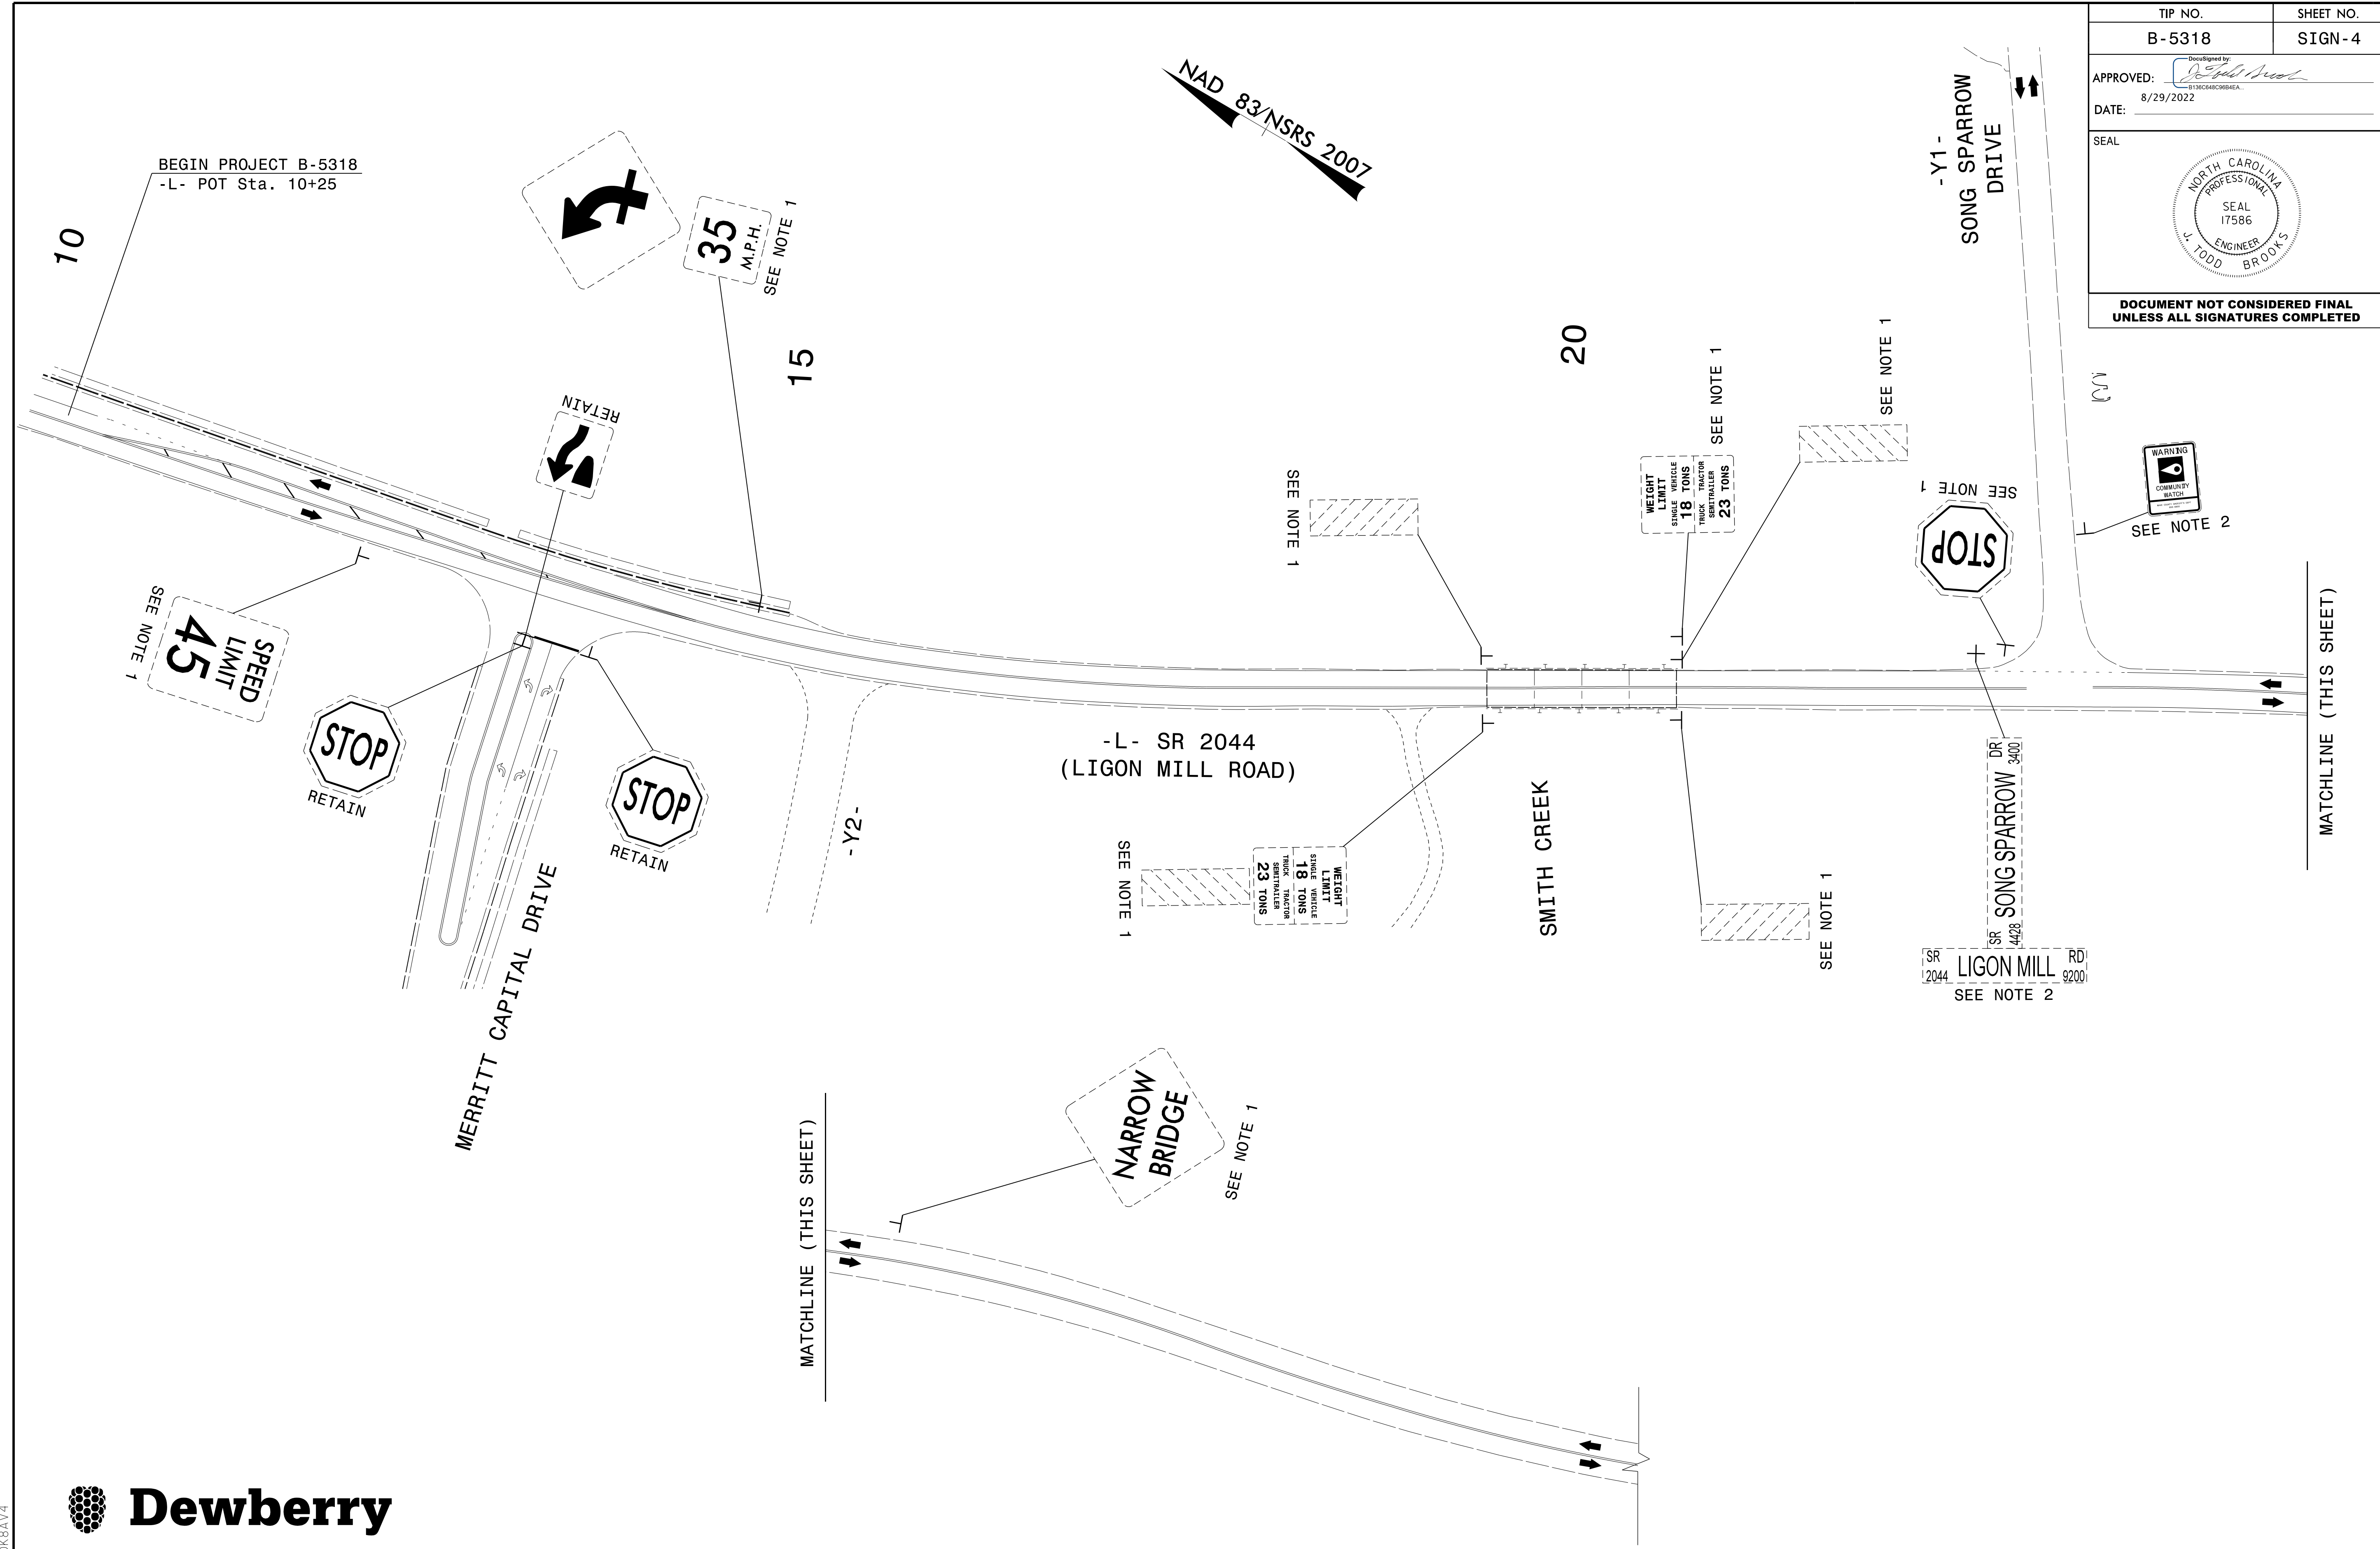 TIP NO.
SHEET NO.
B-5318
SIGN-4
APPROVED:
DocuSigned by:
B136C648C96B4EA...
8/29/2022
DATE:
SEAL
NORTH CAROLINA
PROFESSIONAL
SEAL
17586
ENGINEER
J. TODD BROOKS
DOCUMENT NOT CONSIDERED FINAL
UNLESS ALL SIGNATURES COMPLETED
NAD 83/NSRS 2007
BEGIN PROJECT B-5318
-L- POT Sta. 10+25
10
35
M.P.H.
SEE NOTE 1
15
RETAIN
20
-Y1-
SONG SPARROW
DRIVE
SEE NOTE 1
WEIGHT
LIMIT
SINGLE VEHICLE
18 TONS
TRUCK TRACTOR
SEMITRAILER
23 TONS
SEE NOTE 1
SEE NOTE 1
SEE NOTE 1
STOP
WARNING
COMMUNITY
WATCH
SEE NOTE 2
SPEED
LIMIT
45
SEE NOTE 1
STOP
RETAIN
STOP
RETAIN
MERRITT CAPITAL DRIVE
-Y2-
-L- SR 2044
(LIGON MILL ROAD)
SEE NOTE 1
WEIGHT
LIMIT
SINGLE VEHICLE
18 TONS
TRUCK TRACTOR
SEMITRAILER
23 TONS
SMITH CREEK
SEE NOTE 1
SR 4428 SONG SPARROW DR 3400
SR 2044 LIGON MILL RD 9200
SEE NOTE 2
MATCHLINE (THIS SHEET)
MATCHLINE (THIS SHEET)
NARROW
BRIDGE
SEE NOTE 1
Dewberry